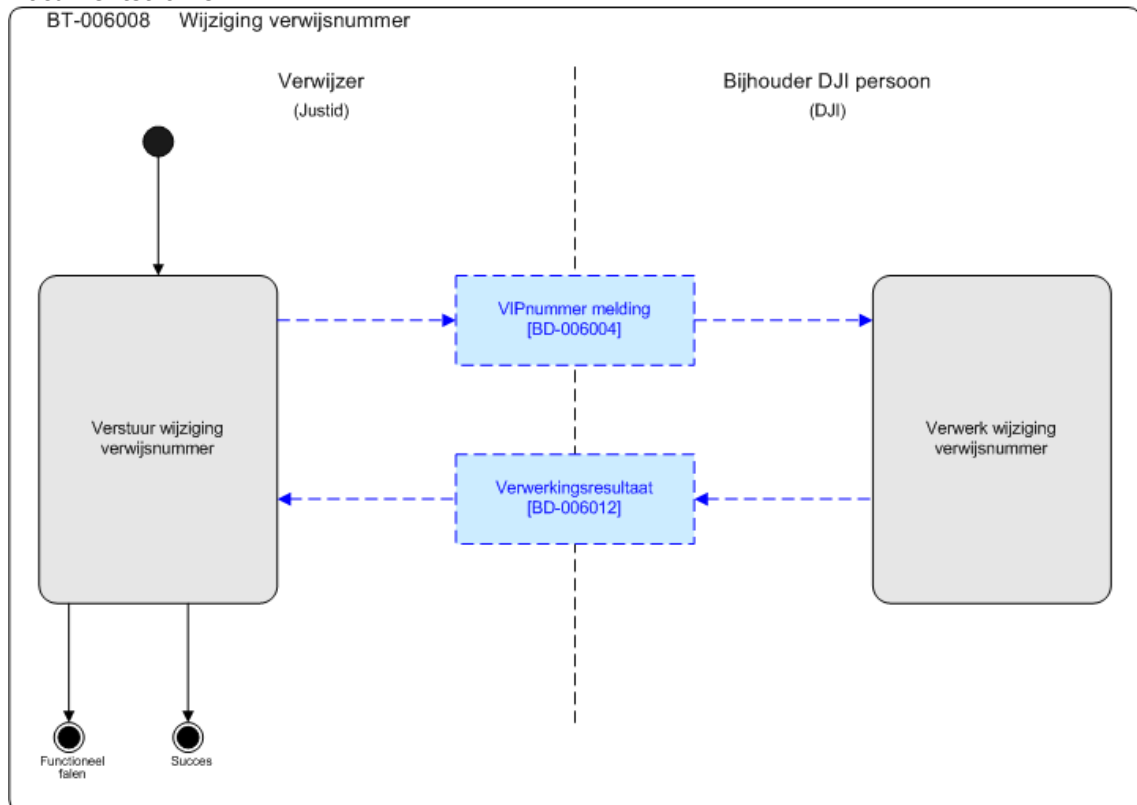 BT-006008 Wijziging verwijsnummer
Verwijzer
(Justid)
Bijhouder DJI persoon
(DJI)
VIPnummer melding
[BD-006004]
Verstuur wijziging
verwijsnummer
Verwerk wijziging
verwijsnummer
Verwerkingsresultaat
[BD-006012]
Functioneel
falen
Succes